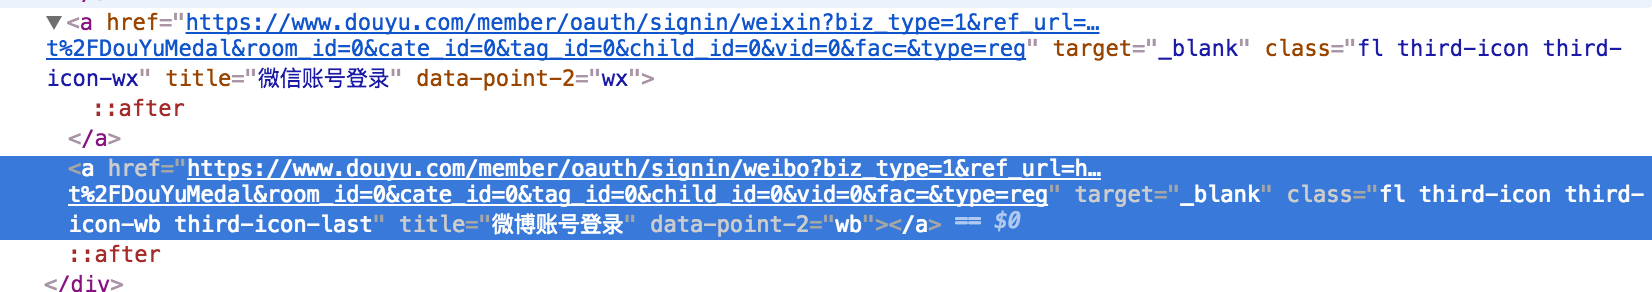 ▼<a href="https://www.douyu.com/member/oauth/signin/weixin?biz_type=1&ref_url=…
t%2FDouYuMedal&room_id=0&cate_id=0&tag_id=0&child_id=0&vid=0&fac=&type=reg" target="_blank" class="fl third-icon third-
icon-wx" title="微信账号登录" data-point-2="wx">
::after
</a>
<a href="https://www.douyu.com/member/oauth/signin/weibo?biz_type=1&ref_url=h…
t%2FDouYuMedal&room_id=0&cate_id=0&tag_id=0&child_id=0&vid=0&fac=&type=reg" target="_blank" class="fl third-icon third-
icon-wb third-icon-last" title="微博账号登录" data-point-2="wb"></a> == $0
::after
</div>